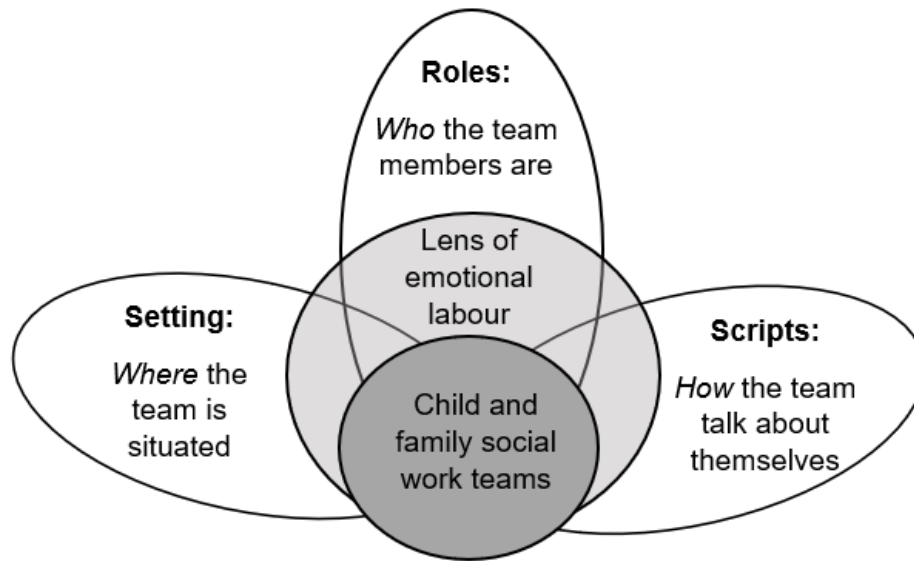 Roles:
Who the team
members are
Lens of
emotional
labour
Setting:
Where the
team is
situated
Scripts:
How the team
talk about
themselves
Child and
family social
work teams